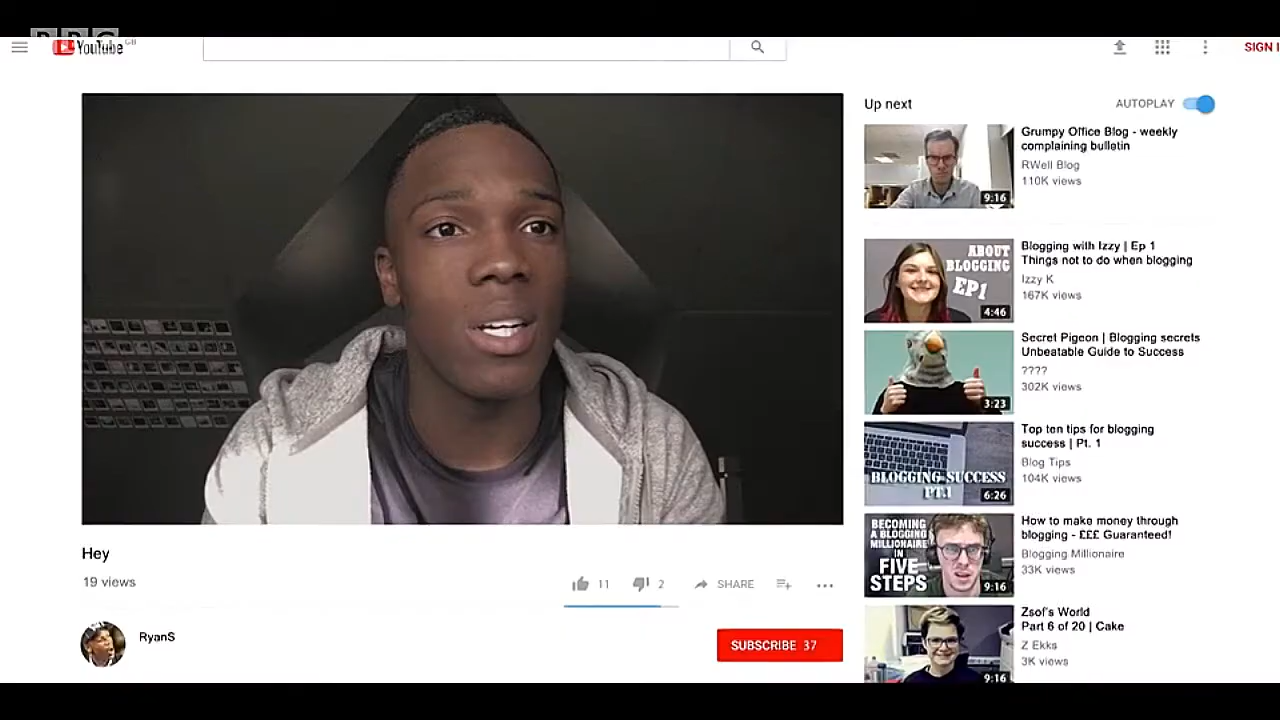 BBC
YouTube GB
SIGN I
Up next
AUTOPLAY
Grumpy Office Blog - weekly
complaining bulletin
RWell Blog
110K views
9:16
ABOUT
BLOGGING
EP1
4:46
Blogging with Izzy | Ep 1
Things not to do when blogging
Izzy K
167K views
3:23
Secret Pigeon | Blogging secrets
Unbeatable Guide to Success
????
302K views
BLOGGING SUCCESS
PT.1
6:26
Top ten tips for blogging
success | Pt. 1
Blog Tips
104K views
BECOMING
A BLOGGING
MILLIONAIRE
IN
FIVE
STEPS
9:16
How to make money through
blogging - £££ Guaranteed!
Blogging Millionaire
33K views
9:16
Zsof's World
Part 6 of 20 | Cake
Z Ekks
3K views
Hey
19 views
11
2
SHARE
RyanS
SUBSCRIBE 37